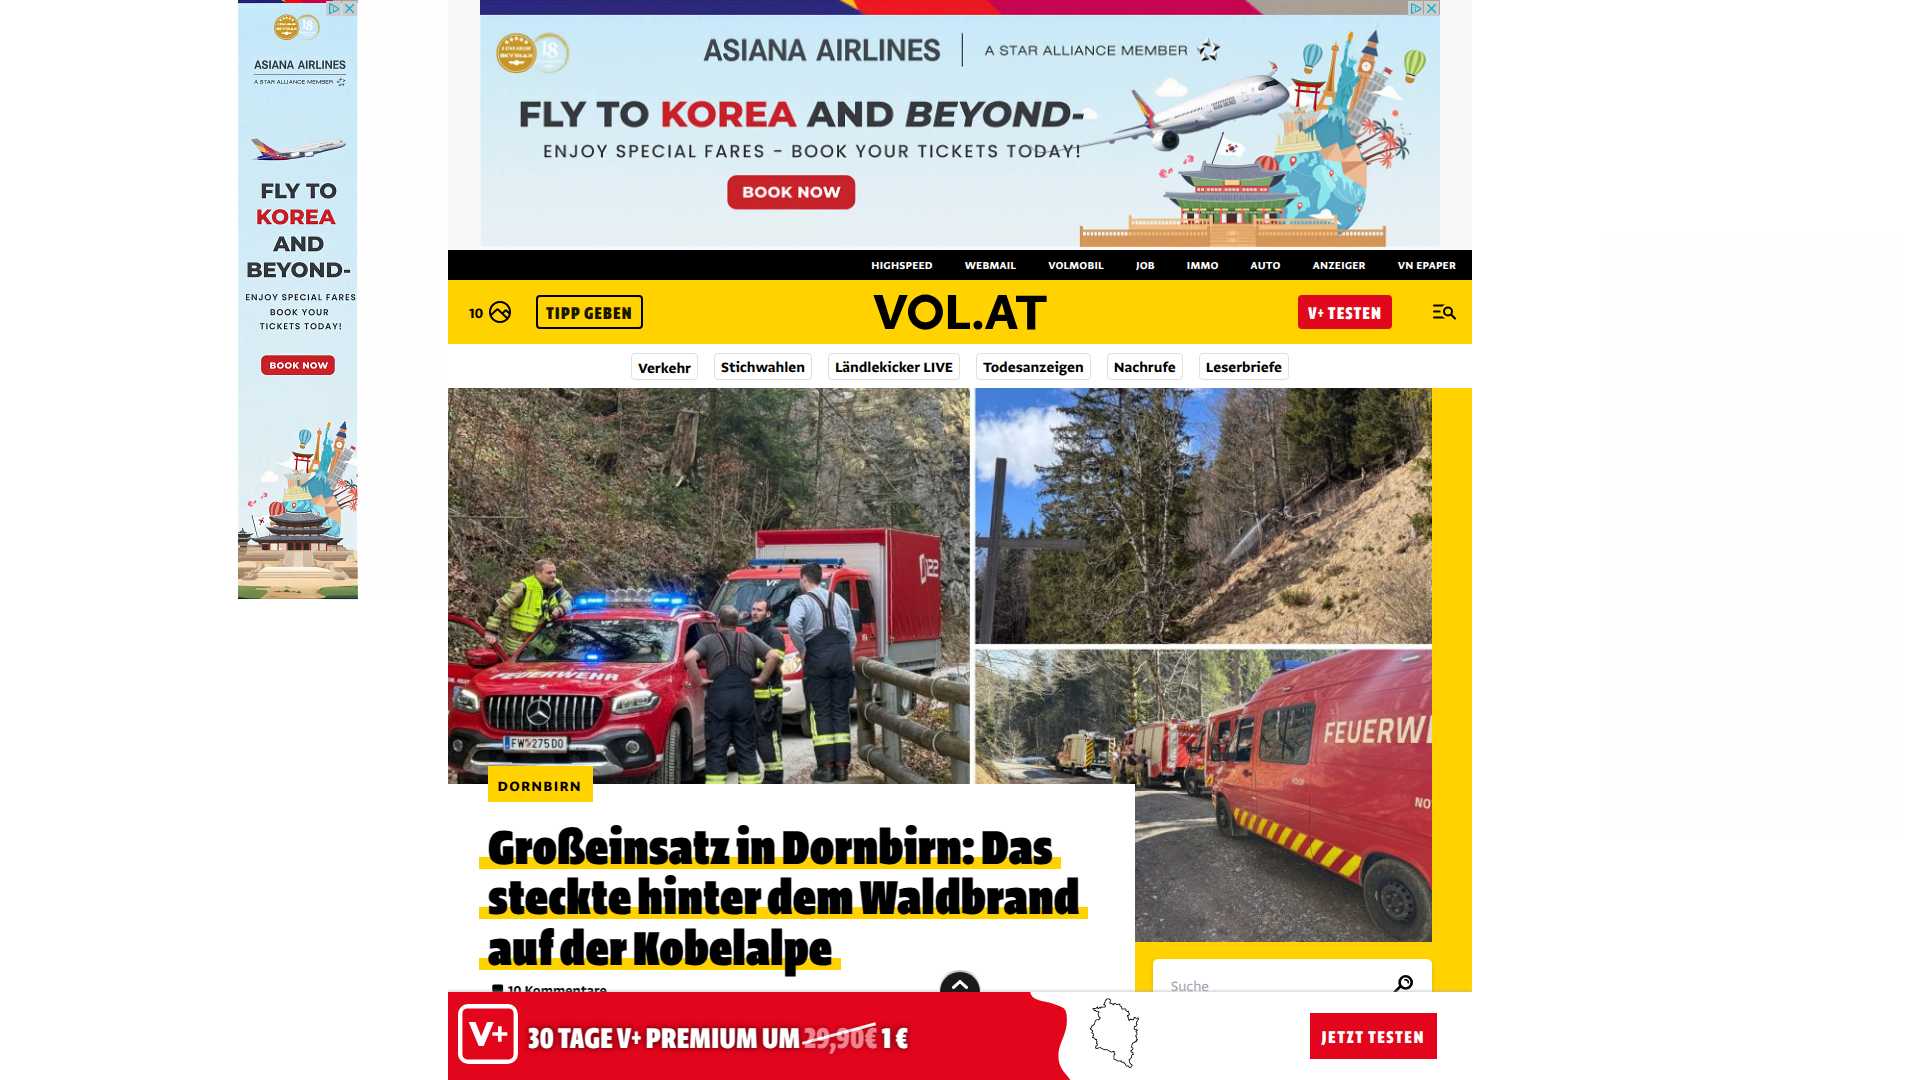 ASIANA AIRLINES
A STAR ALLIANCE MEMBER
FLY TO
KOREA
AND
BEYOND-
ENJOY SPECIAL FARES
BOOK YOUR
TICKETS TODAY!
BOOK NOW
ASIANA AIRLINES
A STAR ALLIANCE MEMBER
FLY TO KOREA AND BEYOND-
ENJOY SPECIAL FARES - BOOK YOUR TICKETS TODAY!
BOOK NOW
HIGHSPEED WEBMAIL VOLMOBIL JOB IMMO AUTO ANZEIGER VN EPAPER
10 TIPP GEBEN VOL.AT V+ TESTEN
Verkehr Stichwahlen Ländlekicker LIVE Todesanzeigen Nachrufe Leserbriefe
VF
FEUERWEHR
FW-275DO
FEUERW
NO
DORNBIRN
Großeinsatz in Dornbirn: Das
steckte hinter dem Waldbrand
auf der Kobelalpe
10 Kommentare
Suche
V+ 30 TAGE V+ PREMIUM UM 29,90€ 1 €
JETZT TESTEN